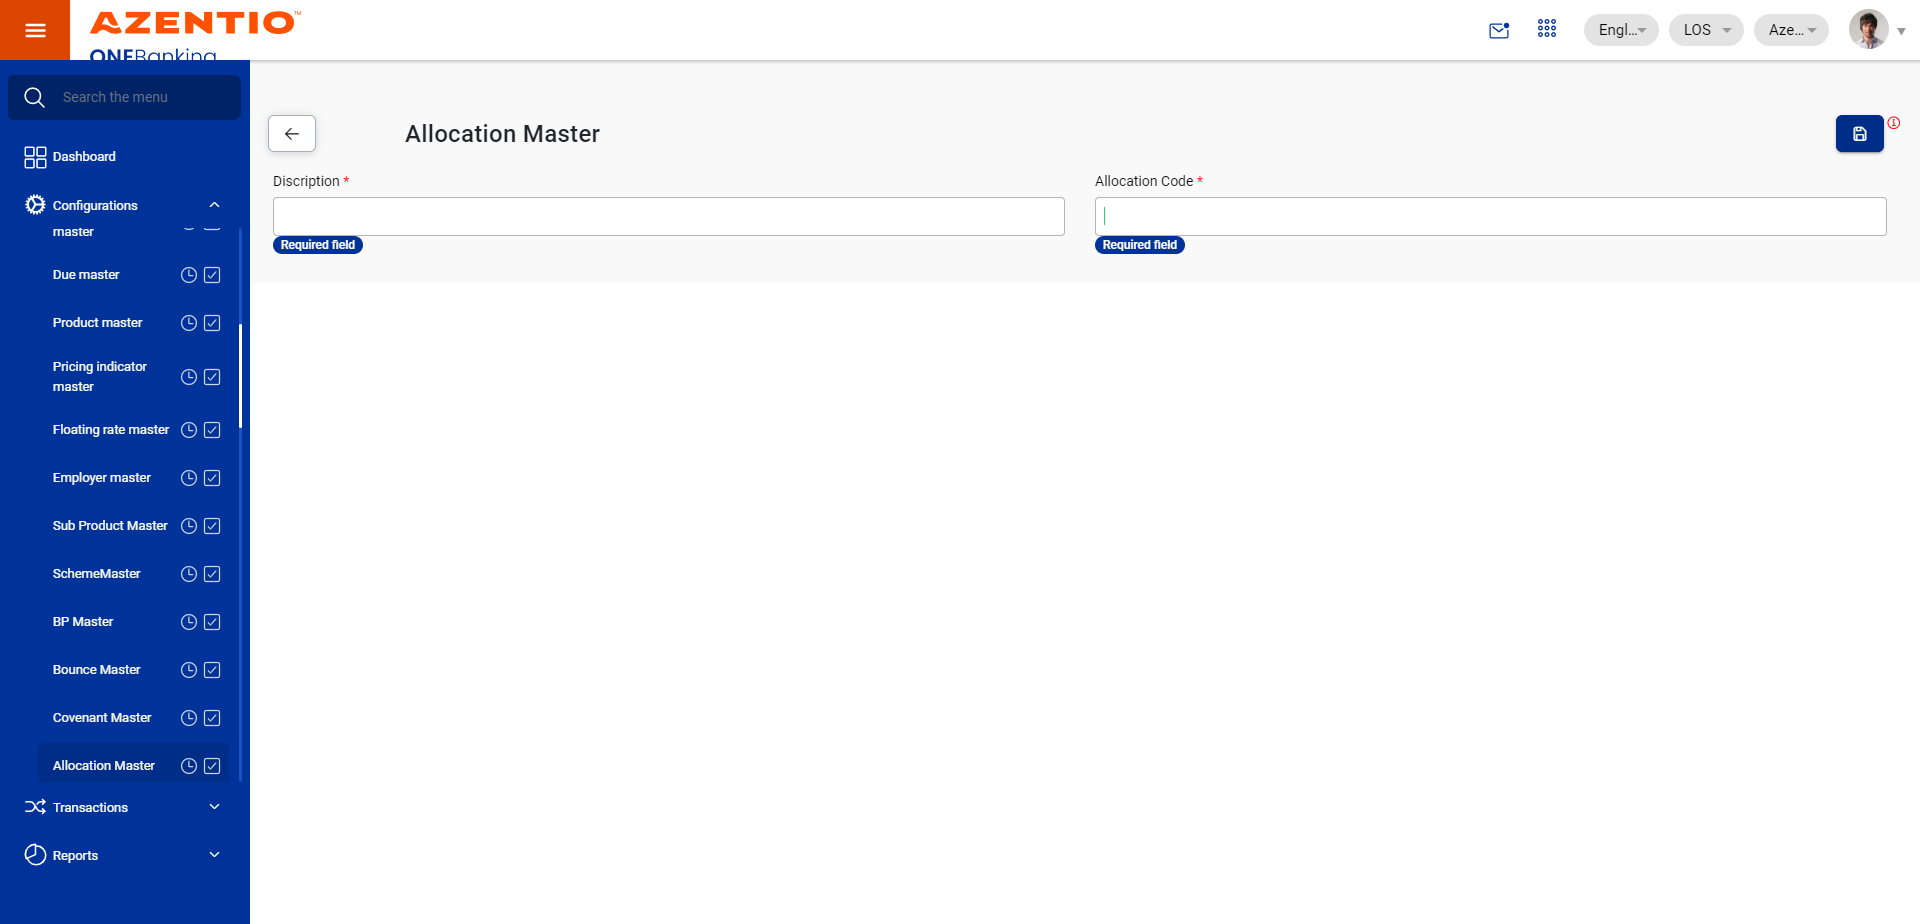 AZENTIO™
ONEBanking
Engl...
LOS
Aze...
Search the menu
Dashboard
Configurations
master
Due master
Product master
Pricing indicator
master
Floating rate master
Employer master
Sub Product Master
SchemeMaster
BP Master
Bounce Master
Covenant Master
Allocation Master
Transactions
Reports
Allocation Master
Discription *
Allocation Code *
Required field
Required field